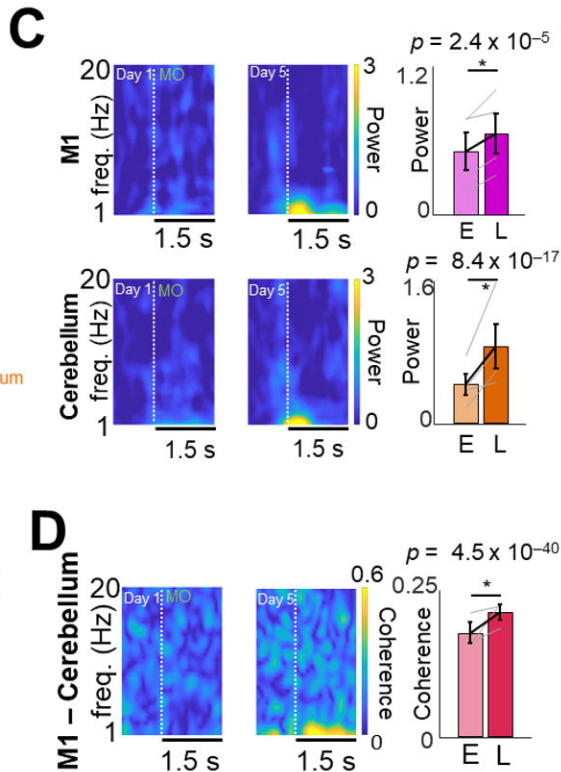 C
p = 2.4 x 10⁻⁵
M1
freq. (Hz)
20
1
Day 1
MO
1.5 s
Day 5
1.5 s
3
Power
0
1.2
Power
0
*
E L
p = 8.4 x 10⁻¹⁷
Cerebellum
freq. (Hz)
20
1
Day 1
MO
1.5 s
Day 5
1.5 s
3
Power
0
1.6
Power
0
*
E L
um
D
p = 4.5 x 10⁻⁴⁰
M1 – Cerebellum
freq. (Hz)
20
1
Day 1
MO
1.5 s
Day 5
1.5 s
0.6
Coherence
0
0.25
Coherence
0
*
E L